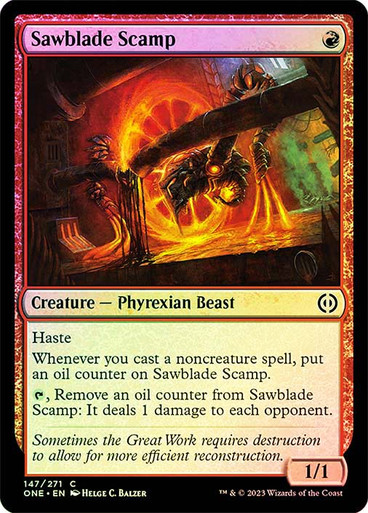 Sawblade Scamp
Creature — Phyrexian Beast
Haste
Whenever you cast a noncreature spell, put
an oil counter on Sawblade Scamp.
, Remove an oil counter from Sawblade
Scamp: It deals 1 damage to each opponent.
Sometimes the Great Work requires destruction
to allow for more efficient reconstruction.
1/1
147/271 C
ONE • EN Helge C. Balzer
™ & © 2023 Wizards of the Coast